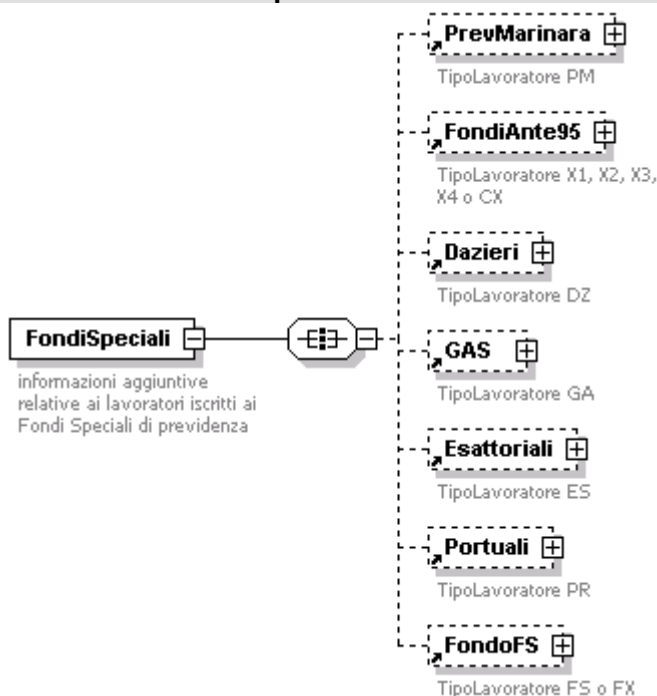 PrevMarinara
TipoLavoratore PM
FondiAnte95
TipoLavoratore X1, X2, X3,
X4 o CX
Dazieri
TipoLavoratore DZ
FondiSpeciali
informazioni aggiuntive
relative ai lavoratori iscritti ai
Fondi Speciali di previdenza
GAS
TipoLavoratore GA
Esattoriali
TipoLavoratore ES
Portuali
TipoLavoratore PR
FondoFS
TipoLavoratore FS o FX